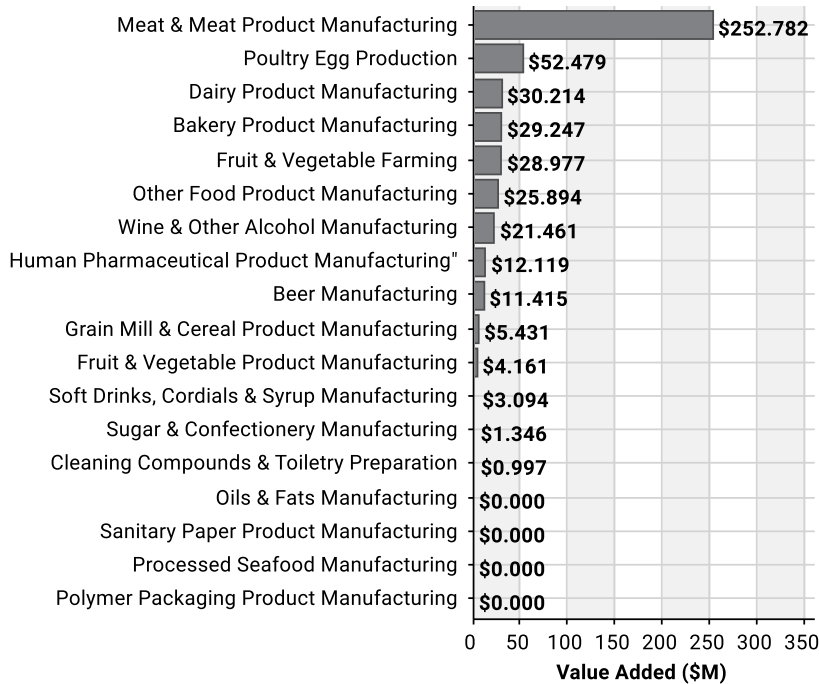 Meat & Meat Product Manufacturing $252.782
Poultry Egg Production $52.479
Dairy Product Manufacturing $30.214
Bakery Product Manufacturing $29.247
Fruit & Vegetable Farming $28.977
Other Food Product Manufacturing $25.894
Wine & Other Alcohol Manufacturing $21.461
Human Pharmaceutical Product Manufacturing" $12.119
Beer Manufacturing $11.415
Grain Mill & Cereal Product Manufacturing $5.431
Fruit & Vegetable Product Manufacturing $4.161
Soft Drinks, Cordials & Syrup Manufacturing $3.094
Sugar & Confectionery Manufacturing $1.346
Cleaning Compounds & Toiletry Preparation $0.997
Oils & Fats Manufacturing $0.000
Sanitary Paper Product Manufacturing $0.000
Processed Seafood Manufacturing $0.000
Polymer Packaging Product Manufacturing $0.000
0 50 100 150 200 250 300 350
Value Added ($M)